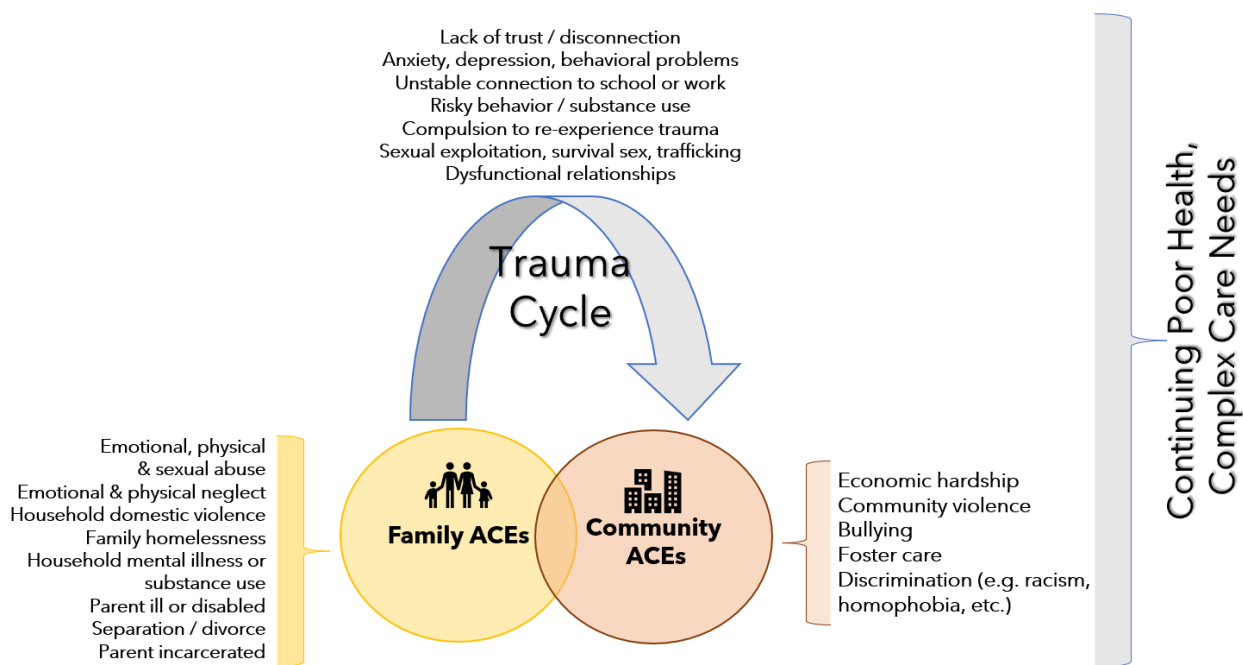 Lack of trust / disconnection
Anxiety, depression, behavioral problems
Unstable connection to school or work
Risky behavior / substance use
Compulsion to re-experience trauma
Sexual exploitation, survival sex, trafficking
Dysfunctional relationships
Trauma
Cycle
Emotional, physical
& sexual abuse
Emotional & physical neglect
Household domestic violence
Family homelessness
Household mental illness or
substance use
Parent ill or disabled
Separation / divorce
Parent incarcerated
Family ACEs
Community
ACEs
Economic hardship
Community violence
Bullying
Foster care
Discrimination (e.g. racism,
homophobia, etc.)
Continuing Poor Health,
Complex Care Needs